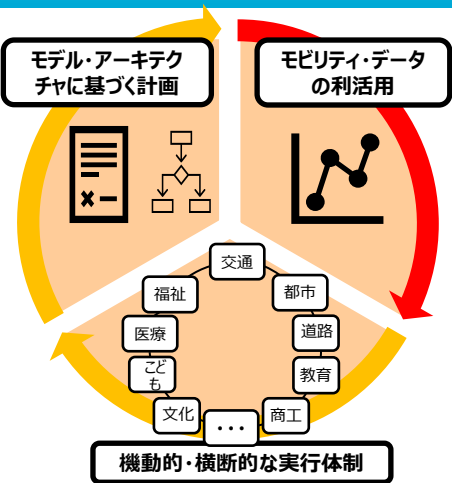 モデル・アーキテク
チャに基づく計画
モビリティ・データ
の利活用
交通
福祉
都市
医療
道路
こど
も
教育
文化
商工
・・・
機動的・横断的な実行体制